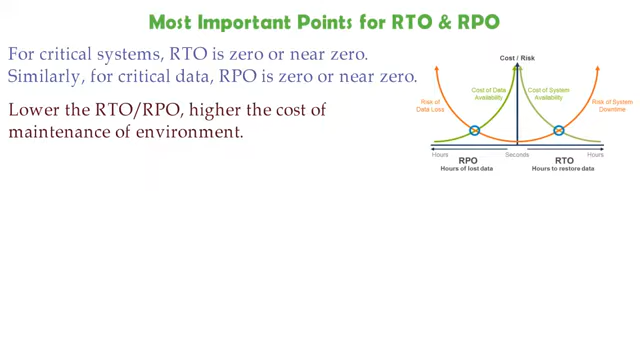 Most Important Points for RTO & RPO
For critical systems, RTO is zero or near zero.
Similarly, for critical data, RPO is zero or near zero.
Lower the RTO/RPO, higher the cost of
maintenance of environment.
Cost / Risk
Risk of
Data Loss
Cost of Data
Availability
Cost of System
Availability
Risk of System
Downtime
Hours
RPO
Hours of lost data
Seconds
RTO
Hours to restore data
Hours